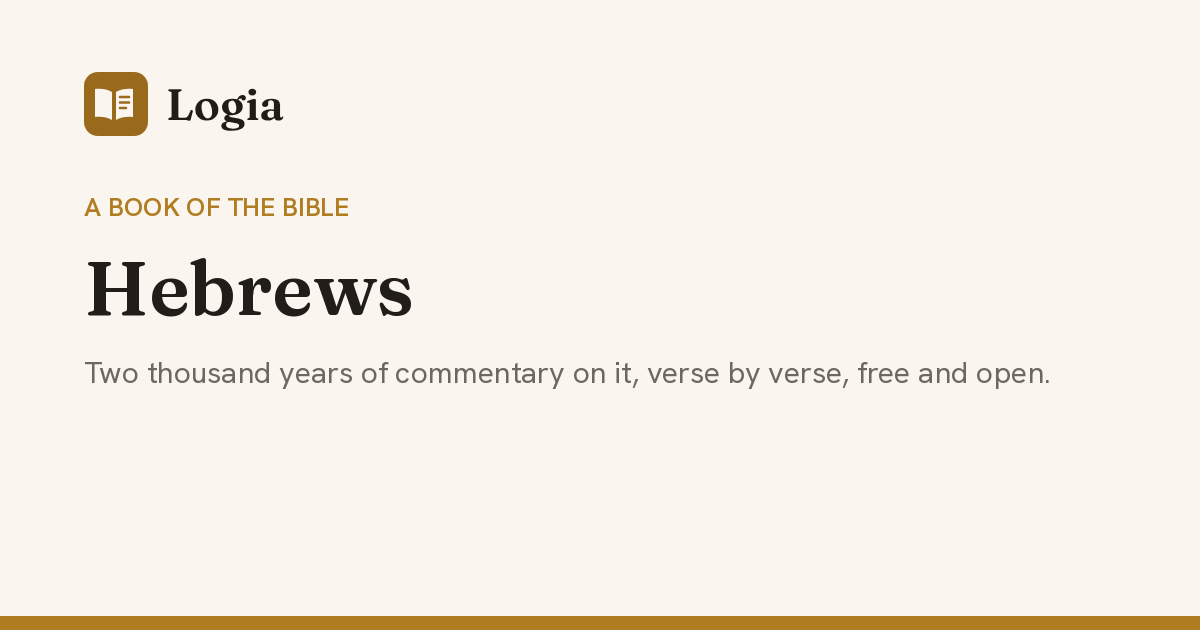 Logia
A BOOK OF THE BIBLE
Hebrews
Two thousand years of commentary on it, verse by verse, free and open.